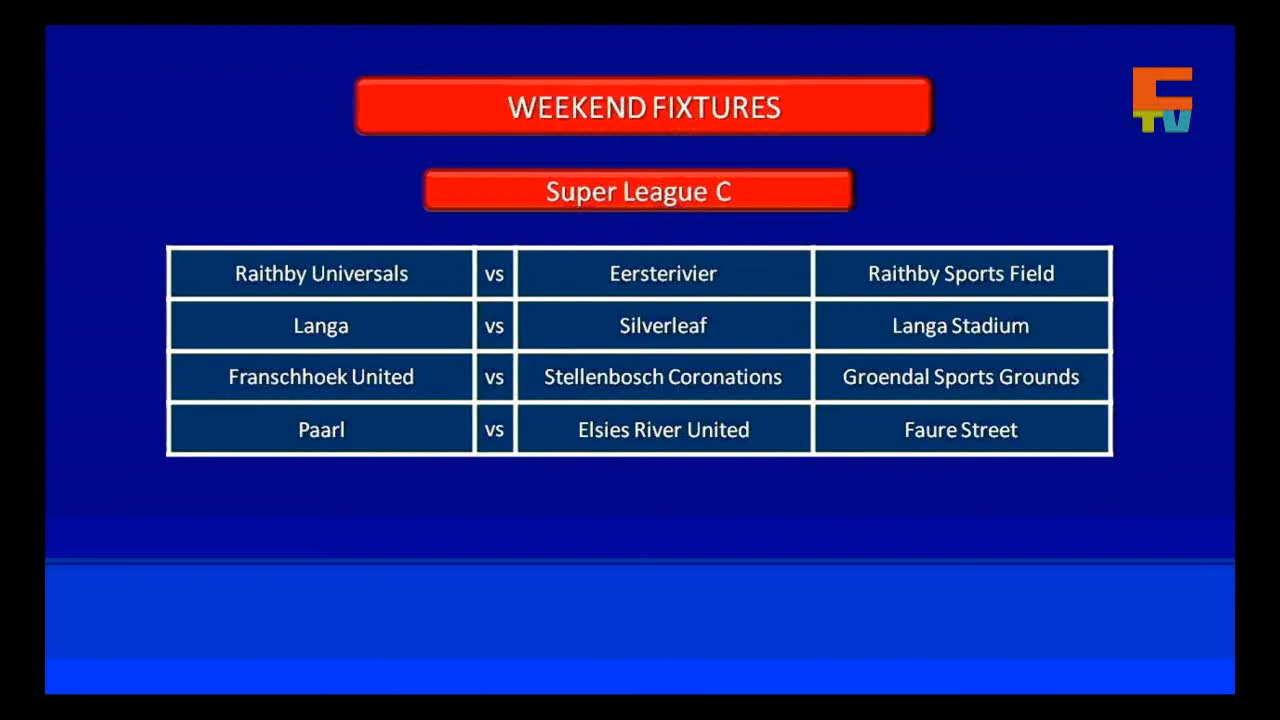 WEEKEND FIXTURES
CTV
Super League C
Raithby Universals vs Eersterivier Raithby Sports Field
Langa vs Silverleaf Langa Stadium
Franschhoek United vs Stellenbosch Coronations Groendal Sports Grounds
Paarl vs Elsies River United Faure Street